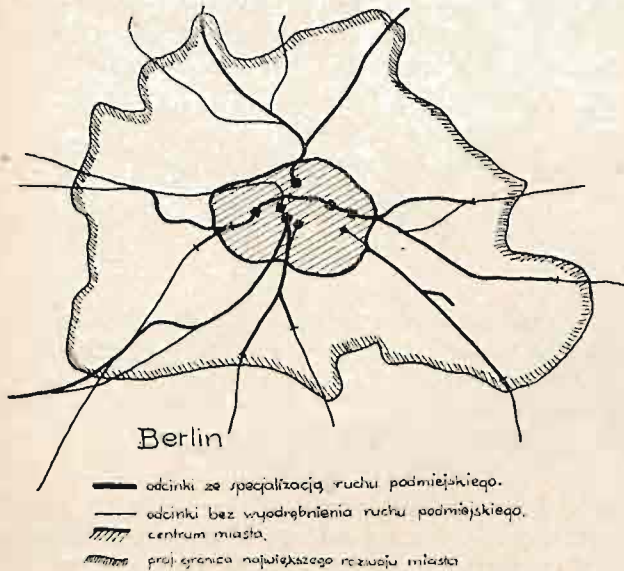 Berlin
odcinki ze specjalizacją ruchu podmiejskiego.
odcinki bez wyodrębnienia ruchu podmiejskiego.
centrum miasta.
proj. granica największego rozwoju miasta